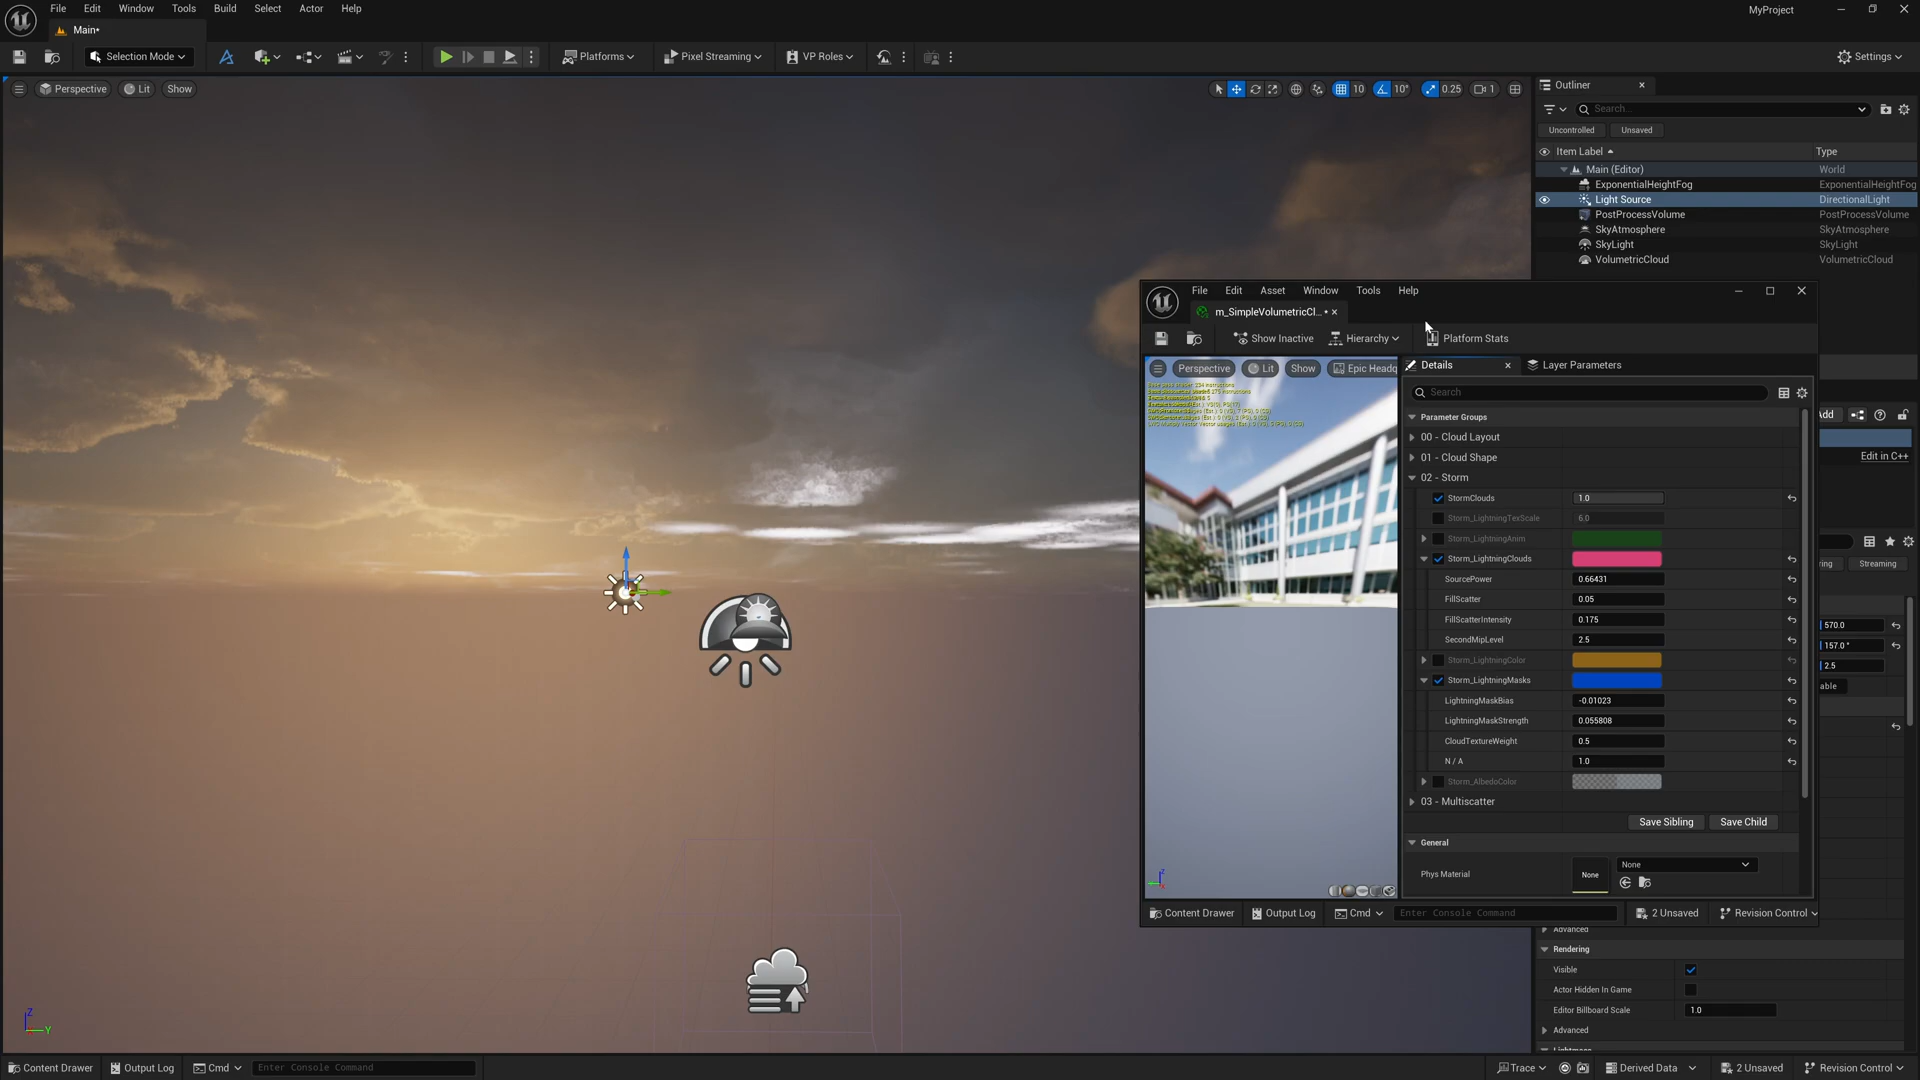 File Edit Window Tools Build Select Actor Help
MyProject
Main*
Selection Mode
Platforms
Pixel Streaming
VP Roles
Settings
Perspective
Lit
Show
10
10°
0.25
1
Outliner
Search...
Uncontrolled
Unsaved
Item Label
Type
Main (Editor)
World
ExponentialHeightFog
ExponentialHeightFog
Light Source
DirectionalLight
PostProcessVolume
PostProcessVolume
SkyAtmosphere
SkyAtmosphere
SkyLight
SkyLight
VolumetricCloud
VolumetricCloud
File Edit Asset Window Tools Help
m_SimpleVolumetricCl... •
Show Inactive
Hierarchy
Platform Stats
Perspective
Lit
Show
Epic Headq
Details
Layer Parameters
Search
Parameter Groups
00 - Cloud Layout
01 - Cloud Shape
02 - Storm
StormClouds
1.0
Storm_LightningTexScale
6.0
Storm_LightningAnim
Storm_LightningClouds
SourcePower
0.66431
FillScatter
0.05
FillScatterIntensity
0.175
SecondMipLevel
2.5
Storm_LightningColor
Storm_LightningMasks
LightningMaskBias
-0.01023
LightningMaskStrength
0.055808
CloudTextureWeight
0.5
N / A
1.0
Storm_AlbedoColor
03 - Multiscatter
Save Sibling
Save Child
General
Phys Material
None
None
Content Drawer
Output Log
Cmd
Enter Console Command
2 Unsaved
Revision Control
Add
Edit in C++
ring
Streaming
570.0
157.0 °
2.5
able
Advanced
Rendering
Visible
Actor Hidden In Game
Editor Billboard Scale
1.0
Advanced
Z
Y
Content Drawer
Output Log
Cmd
Enter Console Command
Trace
Derived Data
2 Unsaved
Revision Control